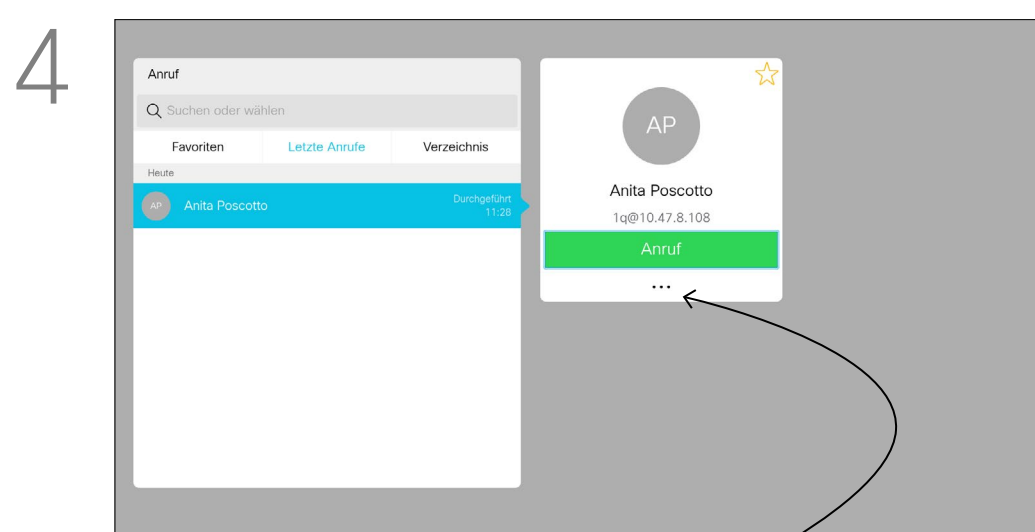 4
Anruf
Suchen oder wählen
Favoriten Letzte Anrufe Verzeichnis
Heute
AP Anita Poscotto Durchgeführt
11:28
AP
Anita Poscotto
1q@10.47.8.108
Anruf
...